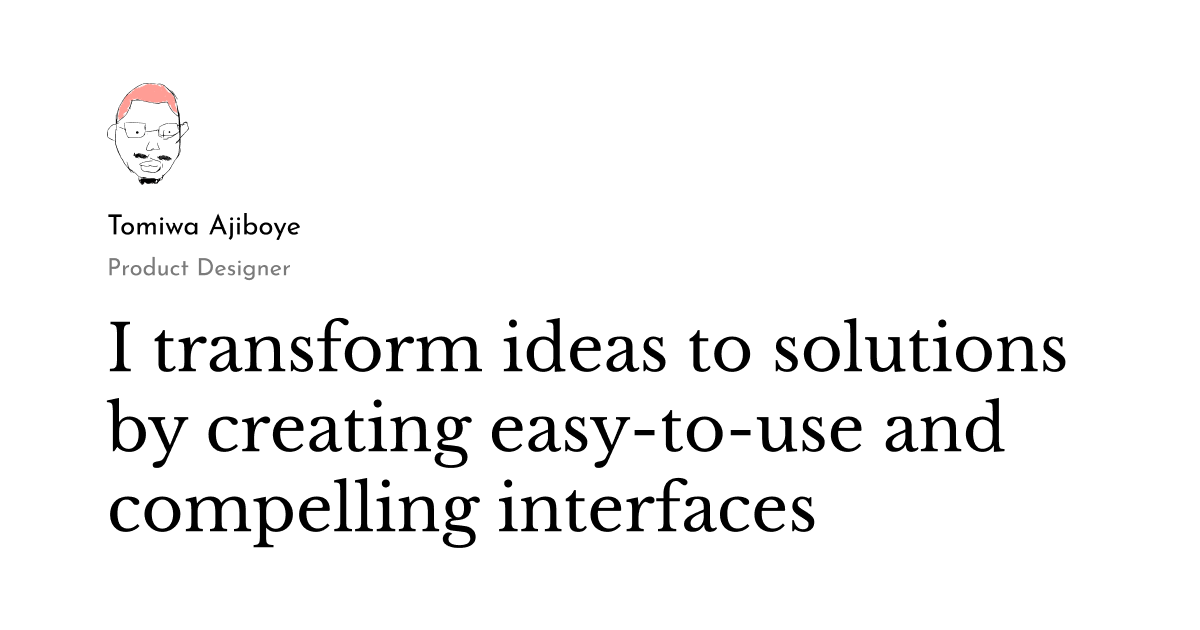 Tomiwa Ajiboye
Product Designer
I transform ideas to solutions
by creating easy-to-use and
compelling interfaces